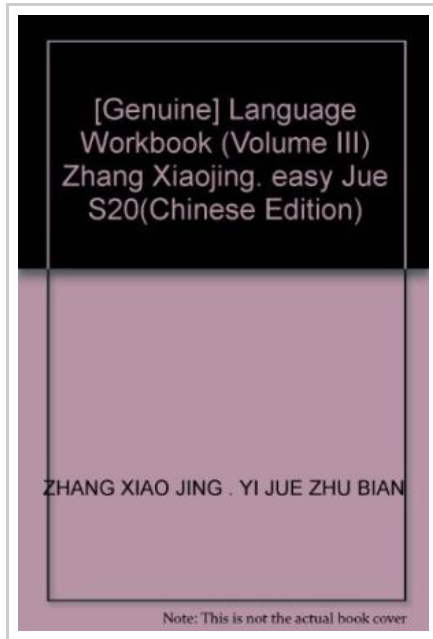 [Genuine] Language
Workbook (Volume III)
Zhang Xiaojing. easy Jue
S20(Chinese Edition)
ZHANG XIAO JING . YI JUE ZHU BIAN
Note: This is not the actual book cover